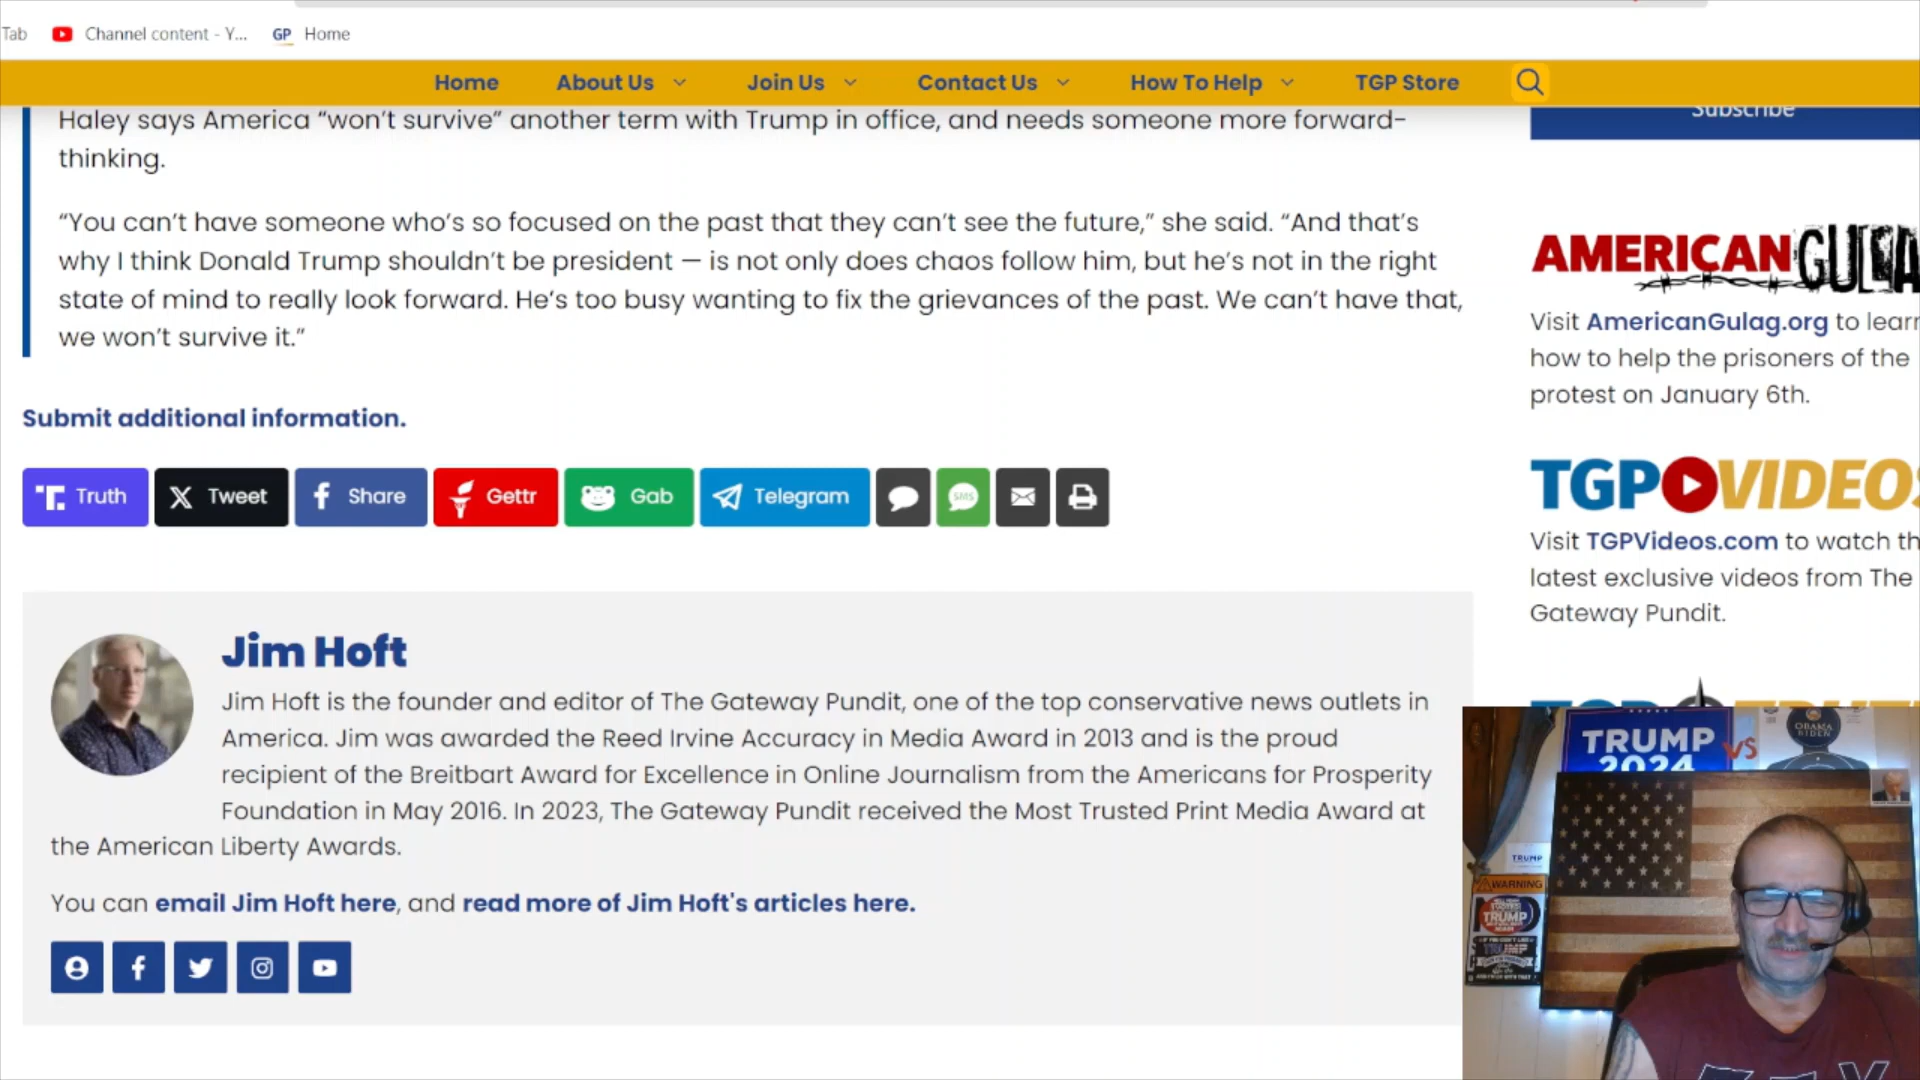 Tab
Channel content - Y...
GP
Home
Home
About Us
Join Us
Contact Us
How To Help
TGP Store
Haley says America “won’t survive” another term with Trump in office, and needs someone more forward-
thinking.
“You can’t have someone who’s so focused on the past that they can’t see the future,” she said. “And that’s
why I think Donald Trump shouldn’t be president — is not only does chaos follow him, but he’s not in the right
state of mind to really look forward. He’s too busy wanting to fix the grievances of the past. We can’t have that,
we won’t survive it.”
Submit additional information.
Truth
Tweet
Share
Gettr
Gab
Telegram
SMS
Jim Hoft
Jim Hoft is the founder and editor of The Gateway Pundit, one of the top conservative news outlets in
America. Jim was awarded the Reed Irvine Accuracy in Media Award in 2013 and is the proud
recipient of the Breitbart Award for Excellence in Online Journalism from the Americans for Prosperity
Foundation in May 2016. In 2023, The Gateway Pundit received the Most Trusted Print Media Award at
the American Liberty Awards.
You can email Jim Hoft here, and read more of Jim Hoft's articles here.
Subscribe
AMERICAN GULA
Visit AmericanGulag.org to learn
how to help the prisoners of the
protest on January 6th.
TGP VIDEOS
Visit TGPVideos.com to watch th
latest exclusive videos from The
Gateway Pundit.
TRUMP
2024
VS
OBAMA
BIDEN
TRUMP
WARNING
TRUMP
TRUMP